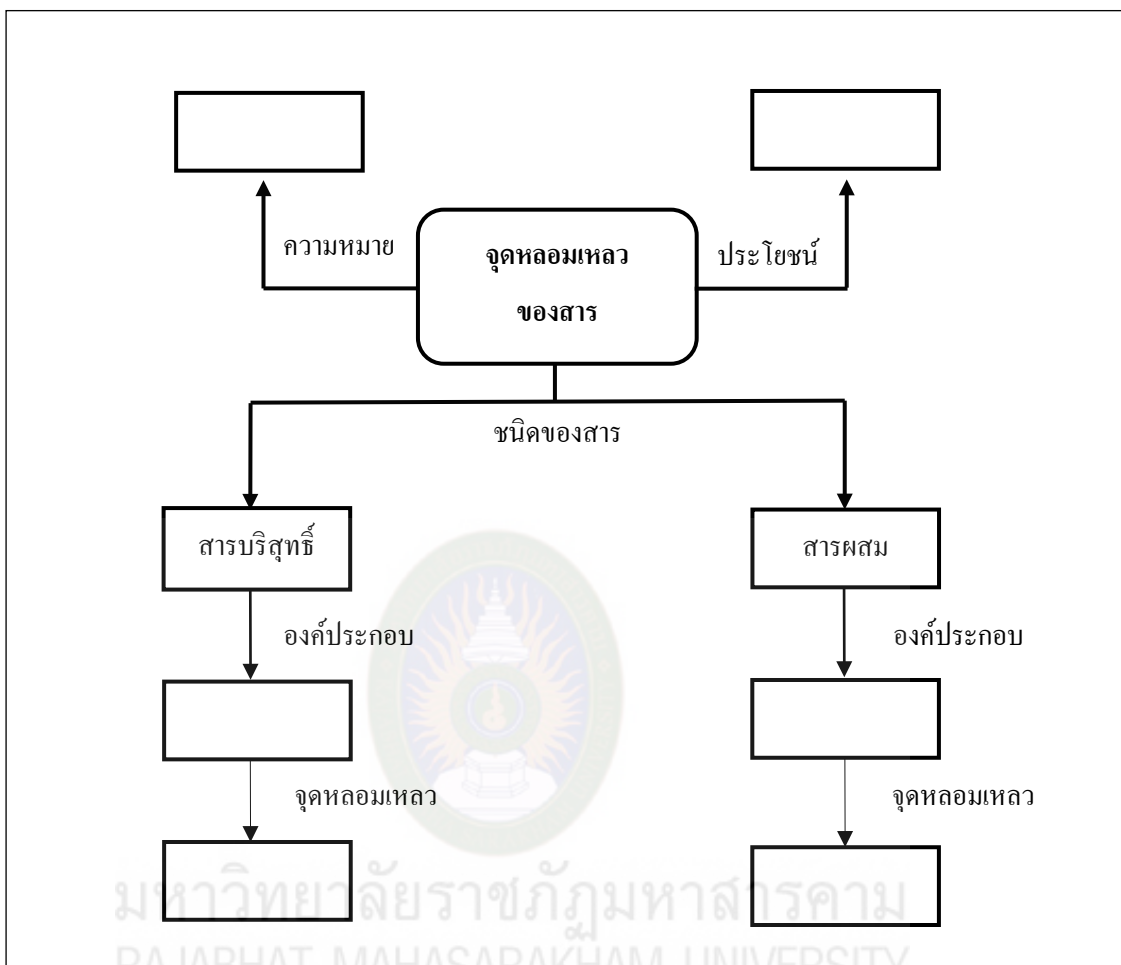 ความหมาย
จุดหลอมเหลว
ของสาร
ประโยชน์
ชนิดของสาร
สารบริสุทธิ์
สารผสม
องค์ประกอบ
องค์ประกอบ
จุดหลอมเหลว
จุดหลอมเหลว
มหาวิทยาลัยราชภัฏมหาสารคาม
RAJABHAT MAHASARAKHAM UNIVERSITY